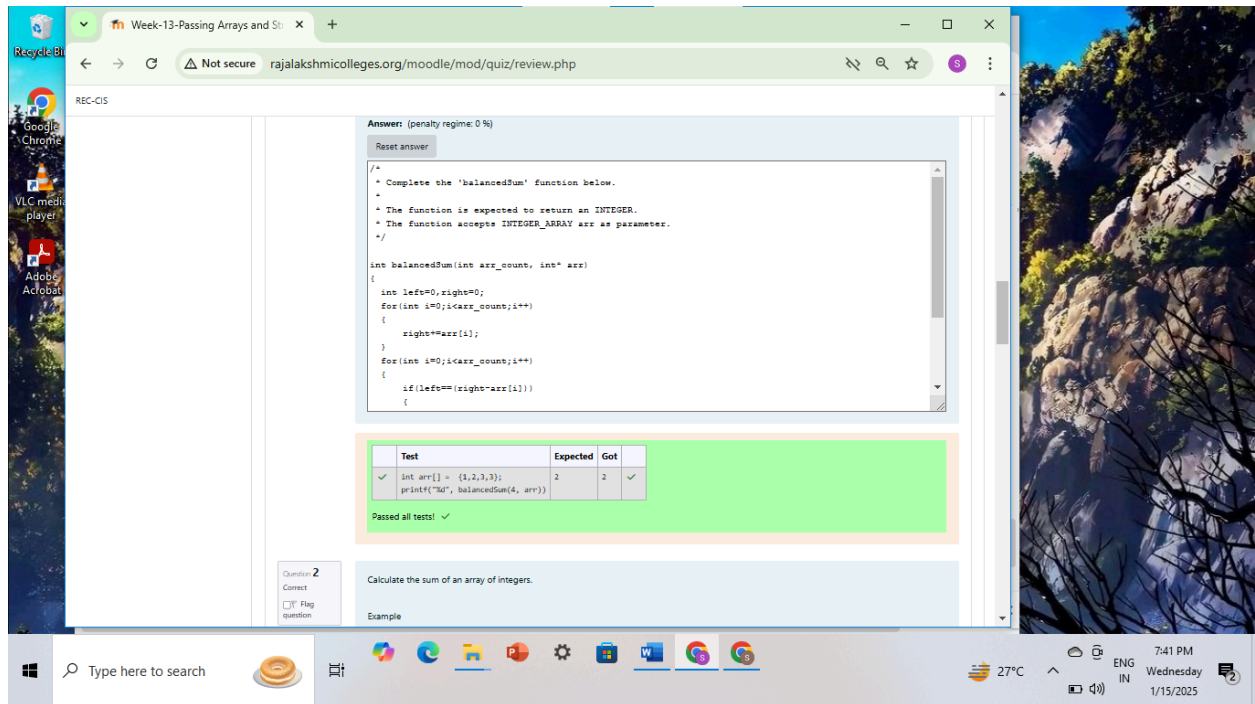 Recycle Bi
Google
Chrome
VLC media
player
Adobe
Acrobat
Week-13-Passing Arrays and St
Not secure
rajalakshmicolleges.org/moodle/mod/quiz/review.php
S
REC-CIS
Answer: (penalty regime: 0 %)
Reset answer
/*
* Complete the 'balancedSum' function below.
*
* The function is expected to return an INTEGER.
* The function accepts INTEGER_ARRAY arr as parameter.
*/
int balancedSum(int arr_count, int* arr)
{
int left=0,right=0;
for(int i=0;i<arr_count;i++)
{
right+=arr[i];
}
for(int i=0;i<arr_count;i++)
{
if(left==(right-arr[i]))
{
Test Expected Got
int arr[] = {1,2,3,3}; 2 2
printf("%d", balancedSum(4, arr))
Passed all tests!
Question 2
Correct
Flag
question
Calculate the sum of an array of integers.
Example
Type here to search
27°C
ENG
IN
7:41 PM
Wednesday
1/15/2025
2